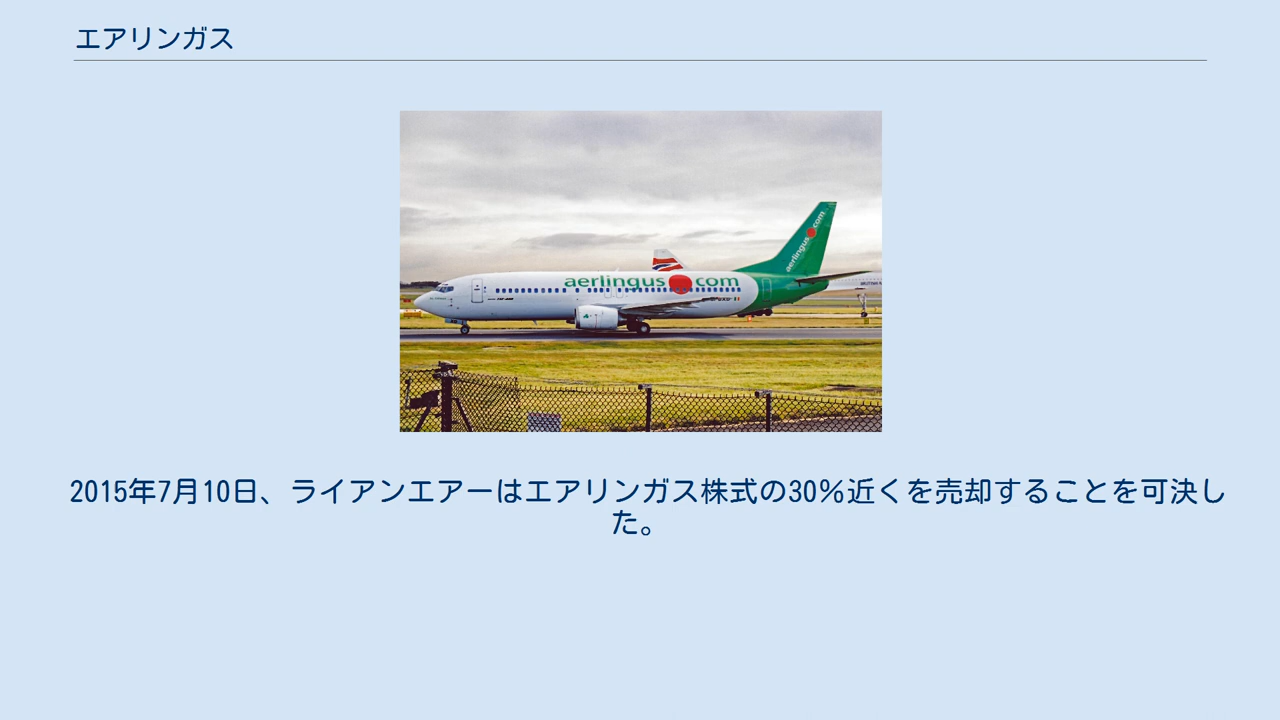 エアリンガス
aerlingus com
aerlingus com
2015年7月10日、ライアンエアーはエアリンガス株式の30%近くを売却することを可決し
た。